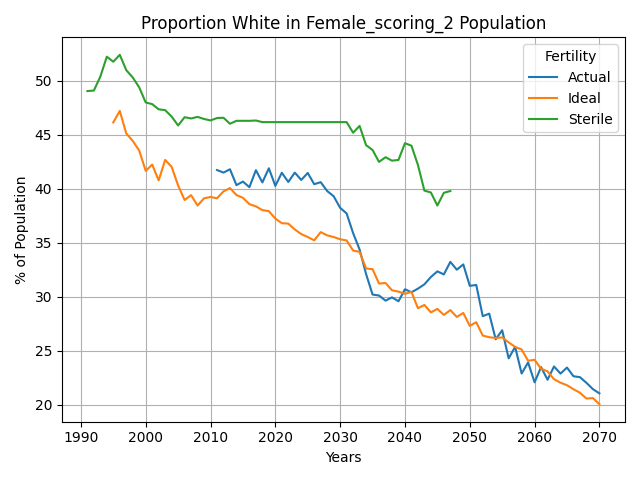 Proportion White in Female_scoring_2 Population
Fertility
Actual
Ideal
Sterile
% of Population
50
45
40
35
30
25
20
1990 2000 2010 2020 2030 2040 2050 2060 2070
Years